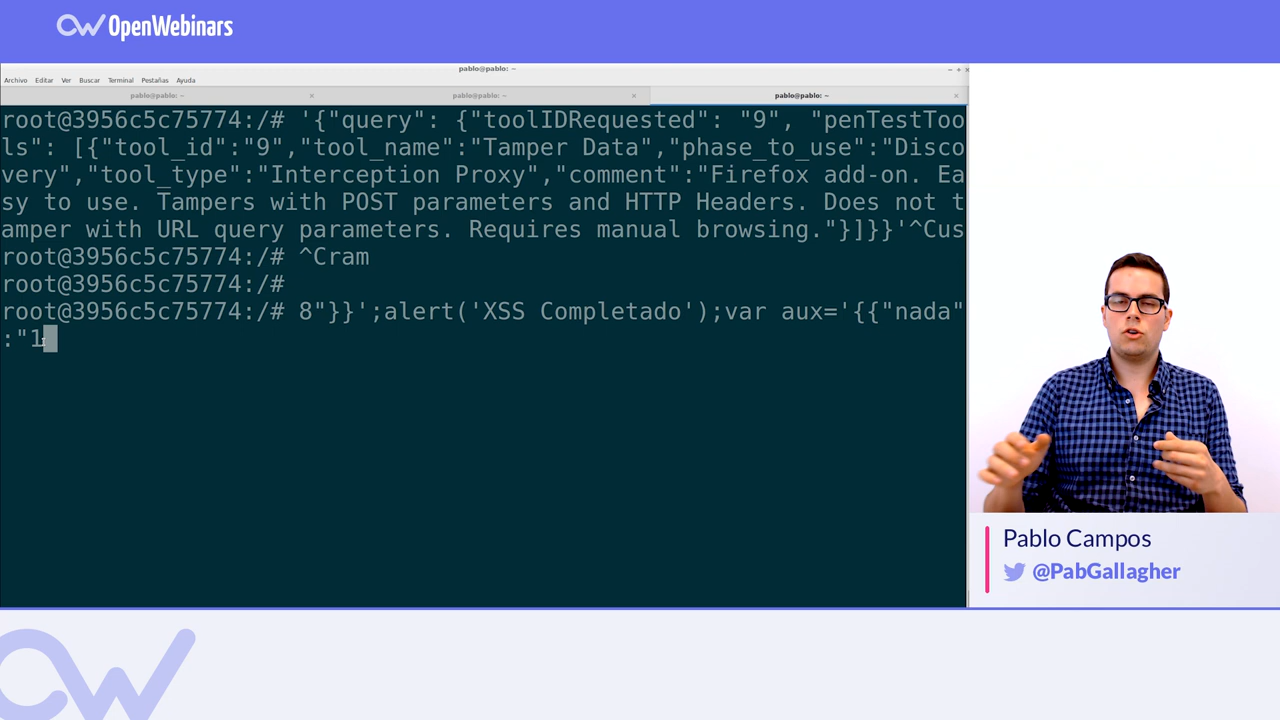 OpenWebinars
pablo@pablo: ~
Archivo Editar Ver Buscar Terminal Pestañas Ayuda
pablo@pablo: ~ pablo@pablo: ~ pablo@pablo: ~
root@3956c5c75774:/# '{"query": {"toolIDRequested": "9", "penTestToo
ls": [{"tool_id":"9","tool_name":"Tamper Data","phase_to_use":"Disco
very","tool_type":"Interception Proxy","comment":"Firefox add-on. Ea
sy to use. Tampers with POST parameters and HTTP Headers. Does not t
amper with URL query parameters. Requires manual browsing."}]}}'^Cus
root@3956c5c75774:/# ^Cram
root@3956c5c75774:/#
root@3956c5c75774:/# 8"}}';alert('XSS Completado');var aux='{{"nada"
:"1
Pablo Campos
@PabGallagher